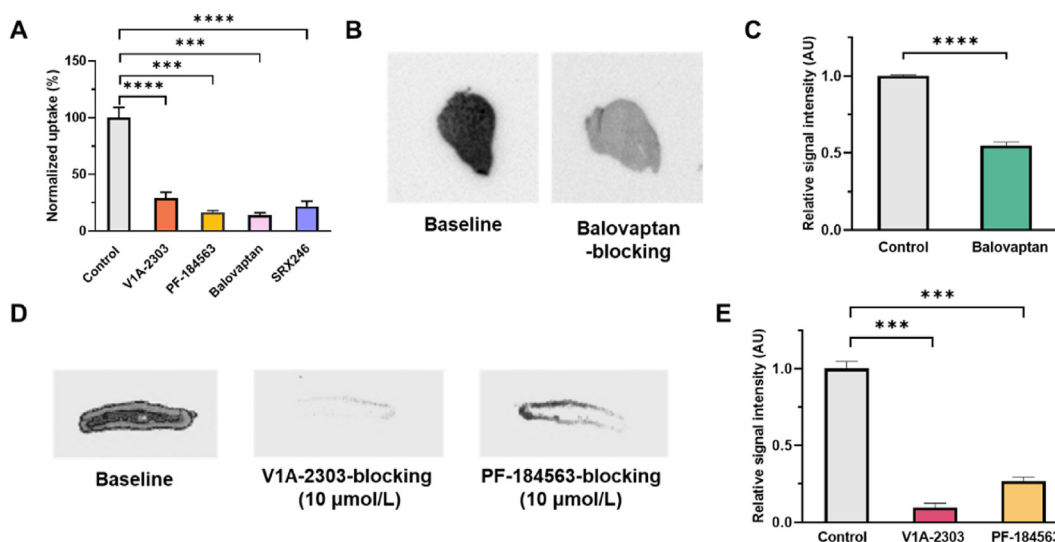 A
****
***
***
****
Normalized uptake (%)
150
100
50
0
Control
V1A-2303
PF-184563
Balovaptan
SRX246
B
Baseline
Balovaptan
-blocking
C
****
Relative signal intensity (AU)
1.0
0.5
0.0
Control
Balovaptan
D
Baseline
V1A-2303-blocking
(10 μmol/L)
PF-184563-blocking
(10 μmol/L)
E
***
***
Relative signal intensity (AU)
1.0
0.5
0.0
Control
V1A-2303
PF-184563